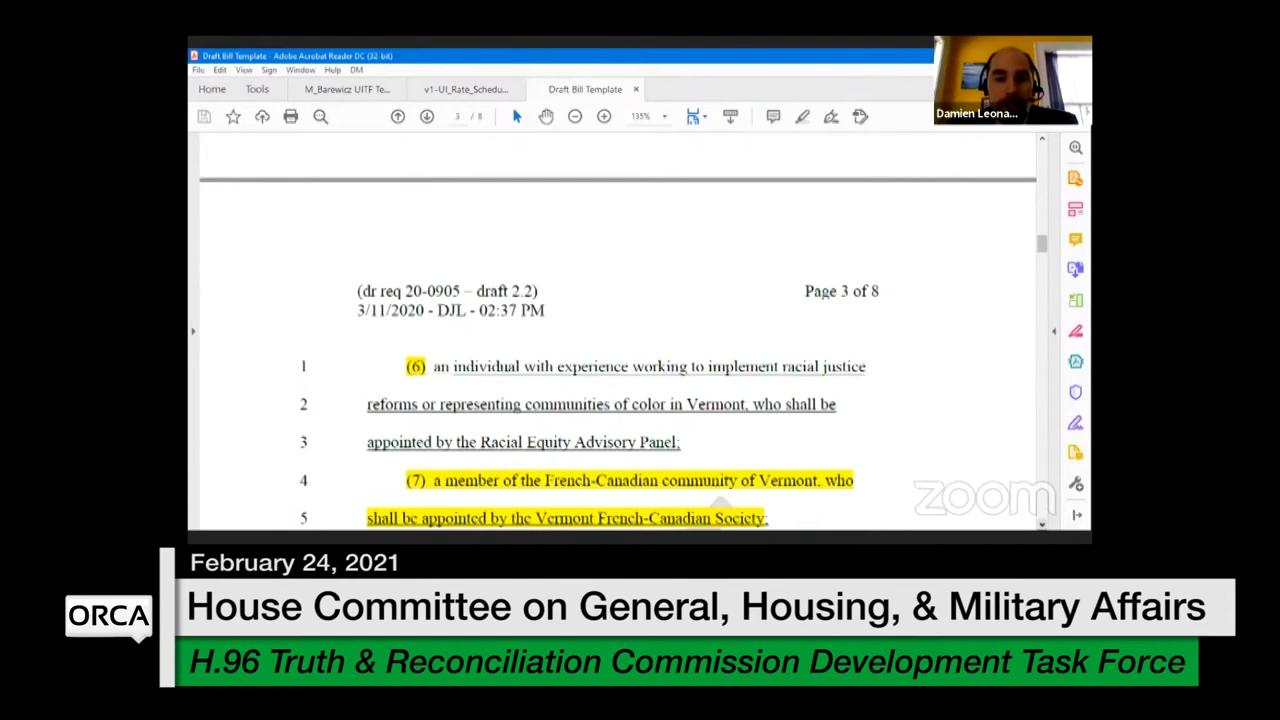 Draft Bill Template - Adobe Acrobat Reader DC (32-bit)
File Edit View Sign Window Help DM
Home Tools M_Barewicz UITF Te... v1-UI_Rate_Schedu... Draft Bill Template ×
3 / 8 135%
Damien Leona...
(dr req 20-0905 – draft 2.2) Page 3 of 8
3/11/2020 - DJL - 02:37 PM
1 (6) an individual with experience working to implement racial justice
2 reforms or representing communities of color in Vermont, who shall be
3 appointed by the Racial Equity Advisory Panel;
4 (7) a member of the French-Canadian community of Vermont, who
5 shall be appointed by the Vermont French-Canadian Society;
zoom
February 24, 2021
ORCA
House Committee on General, Housing, & Military Affairs
H.96 Truth & Reconciliation Commission Development Task Force